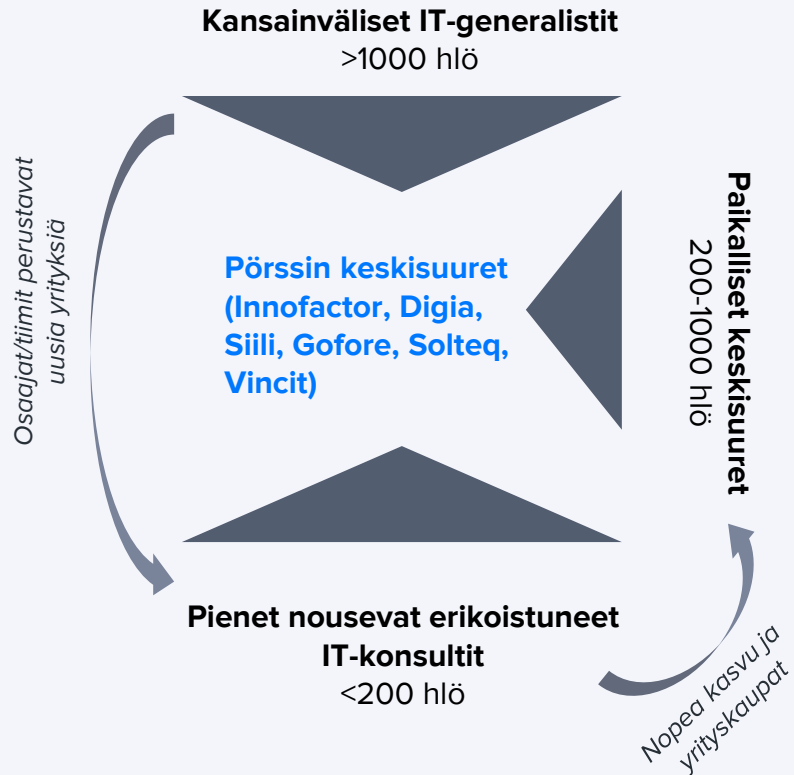 Kansainväliset IT-generalistit
>1000 hlö
Osaajat/tiimit perustavat
uusia yrityksiä
Pörssin keskisuuret
(Innofactor, Digia,
Siili, Gofore, Solteq,
Vincit)
Paikalliset keskisuuret
200-1000 hlö
Pienet nousevat erikoistuneet
IT-konsultit
<200 hlö
Nopea kasvu ja
yrityskaupat